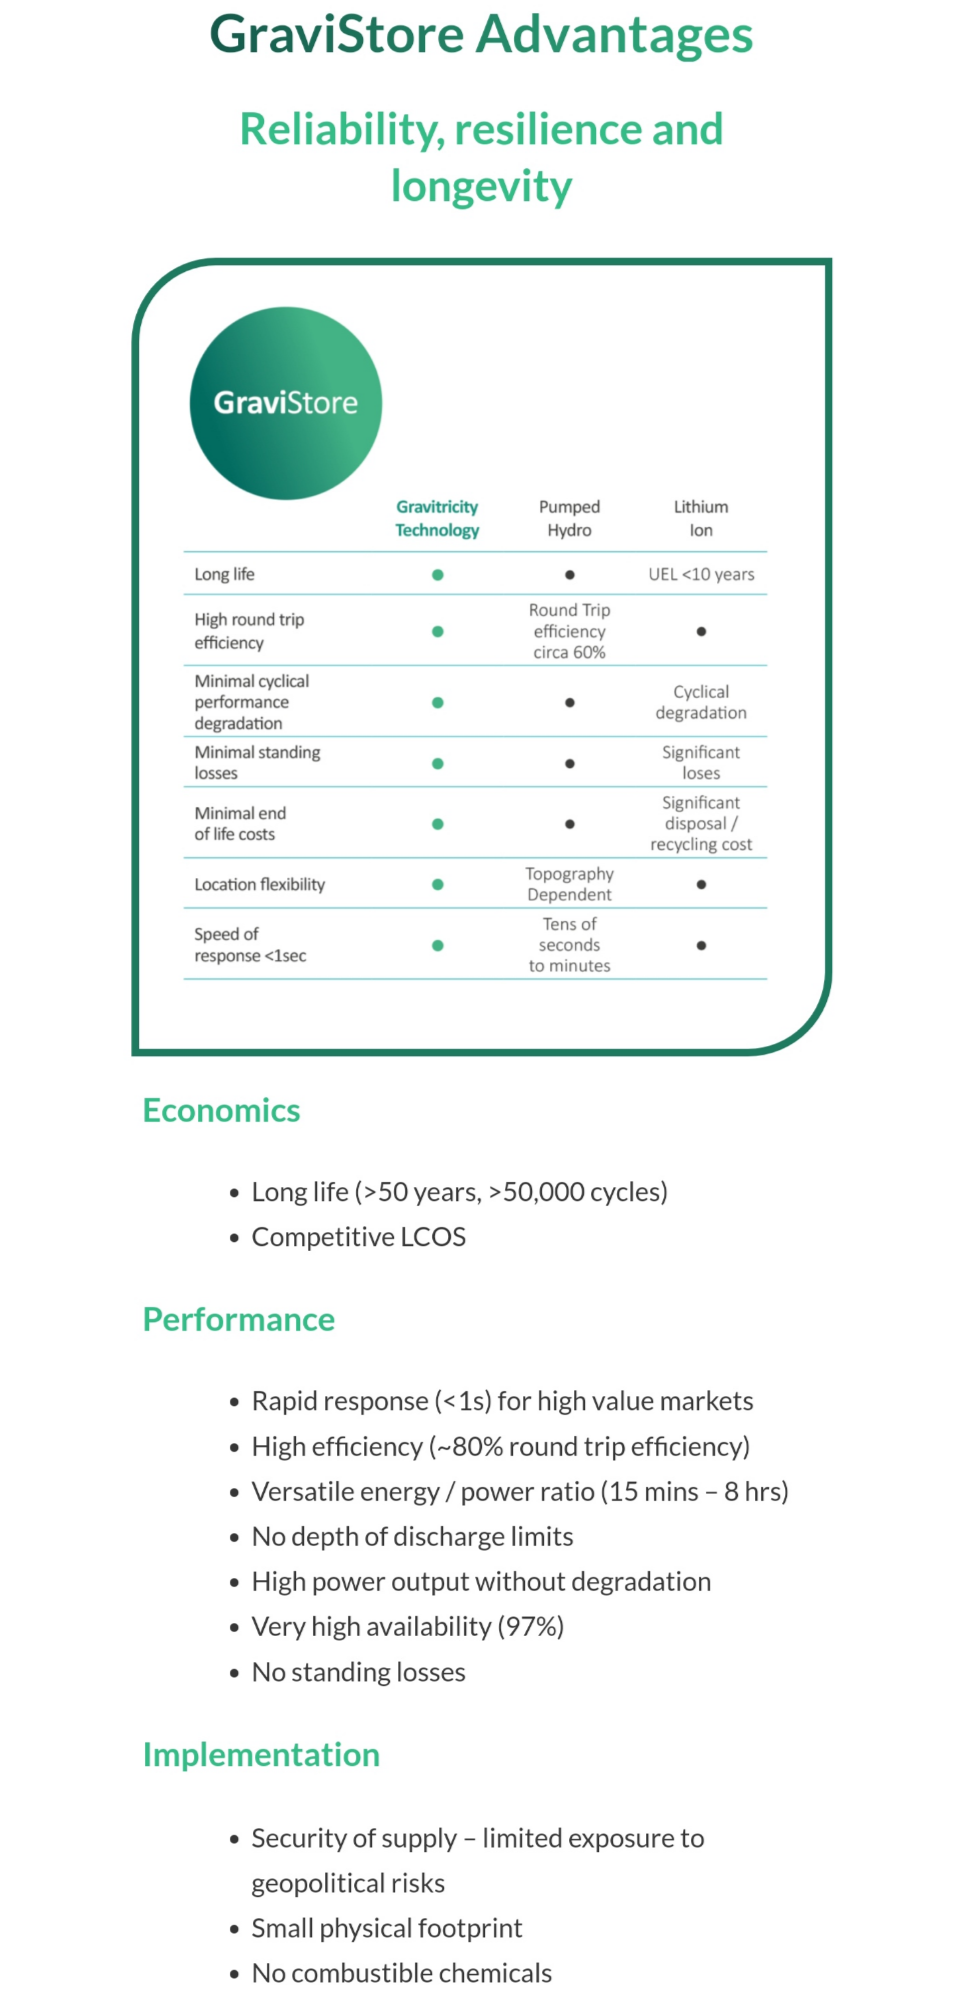 GraviStore Advantages
Reliability, resilience and
longevity
GraviStore
Gravitricity
Technology
Pumped
Hydro
Lithium
Ion
Long life
UEL <10 years
High round trip
efficiency
Round Trip
efficiency
circa 60%
Minimal cyclical
performance
degradation
Cyclical
degradation
Minimal standing
losses
Significant
loses
Minimal end
of life costs
Significant
disposal /
recycling cost
Location flexibility
Topography
Dependent
Speed of
response <1sec
Tens of
seconds
to minutes
Economics
• Long life (>50 years, >50,000 cycles)
• Competitive LCOS
Performance
• Rapid response (<1s) for high value markets
• High efficiency (~80% round trip efficiency)
• Versatile energy / power ratio (15 mins – 8 hrs)
• No depth of discharge limits
• High power output without degradation
• Very high availability (97%)
• No standing losses
Implementation
• Security of supply – limited exposure to
geopolitical risks
• Small physical footprint
• No combustible chemicals